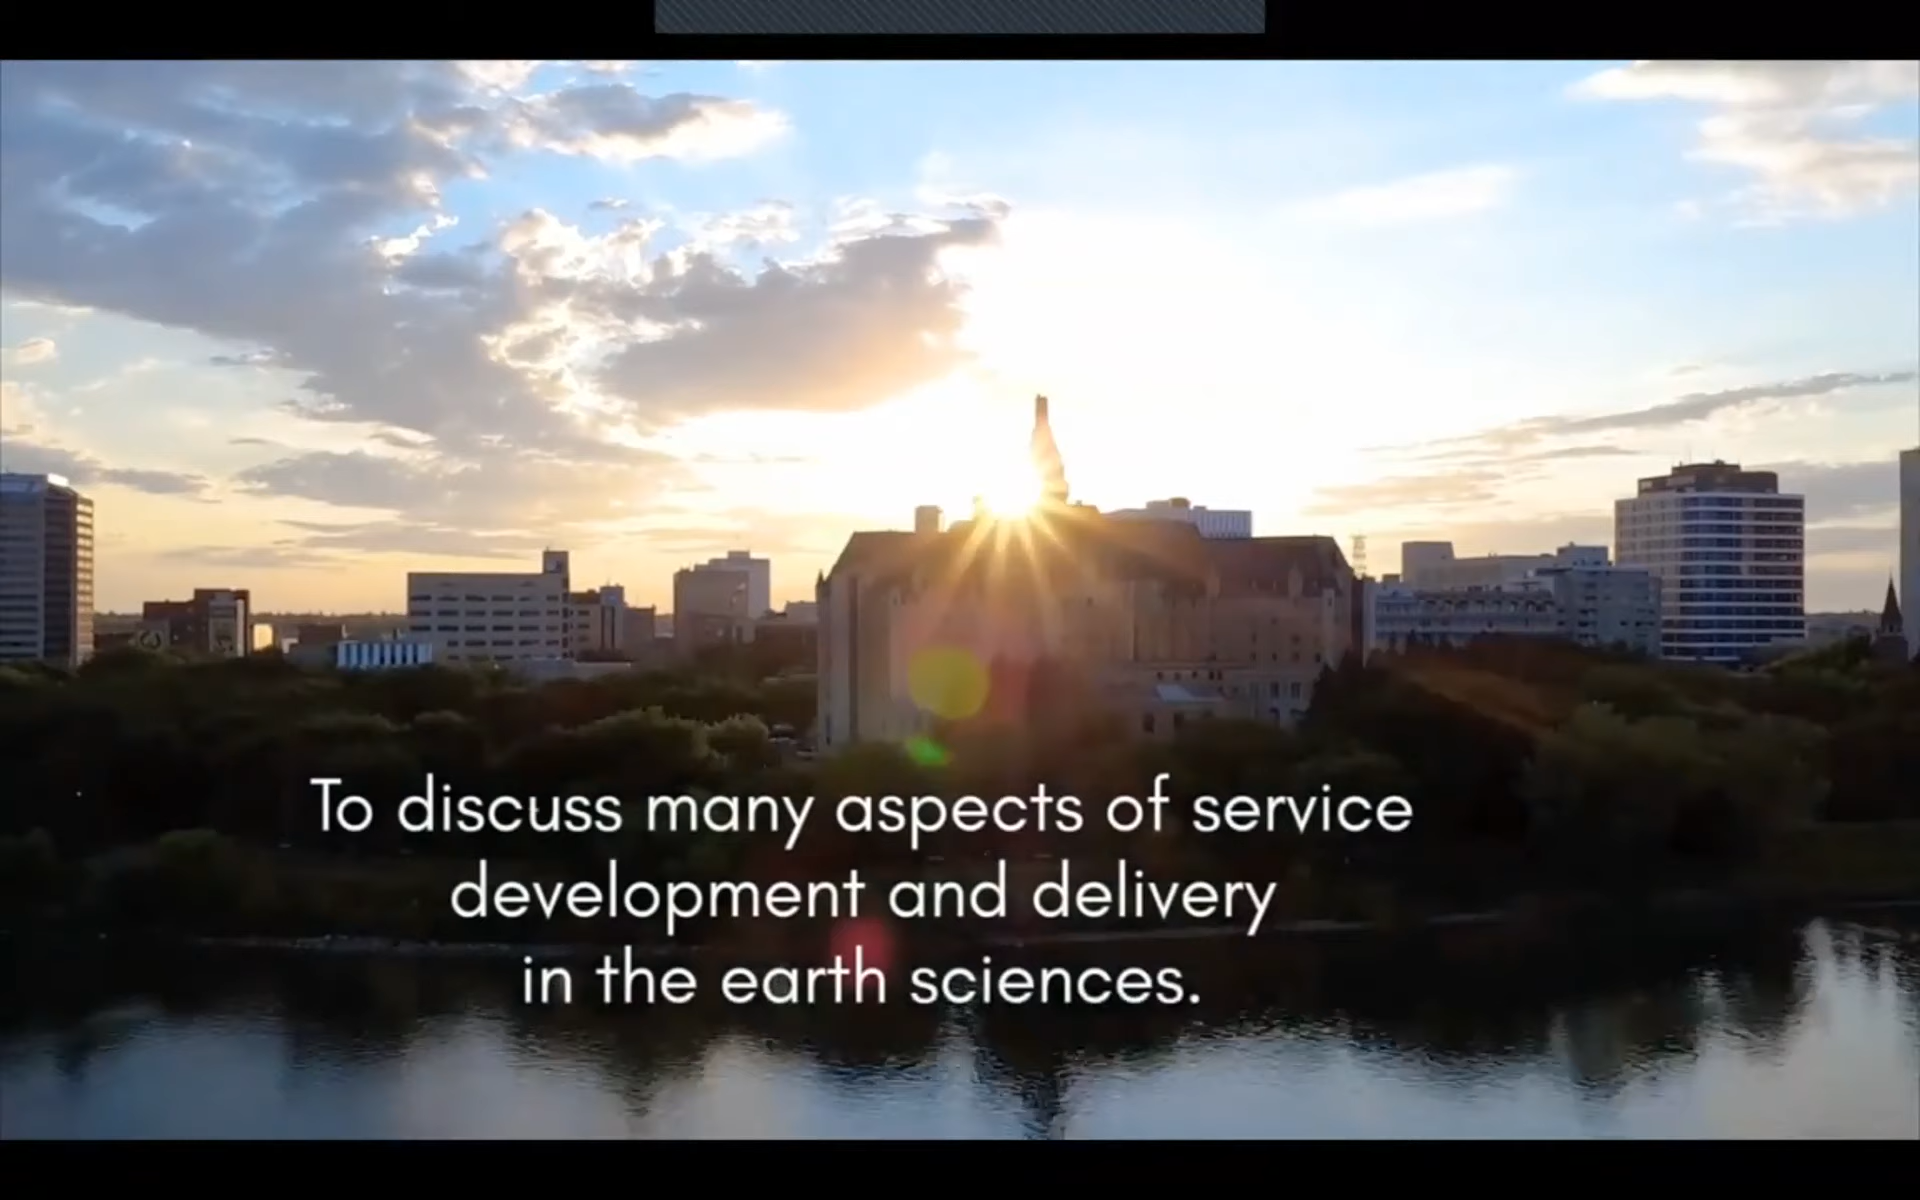 To discuss many aspects of service
development and delivery
in the earth sciences.